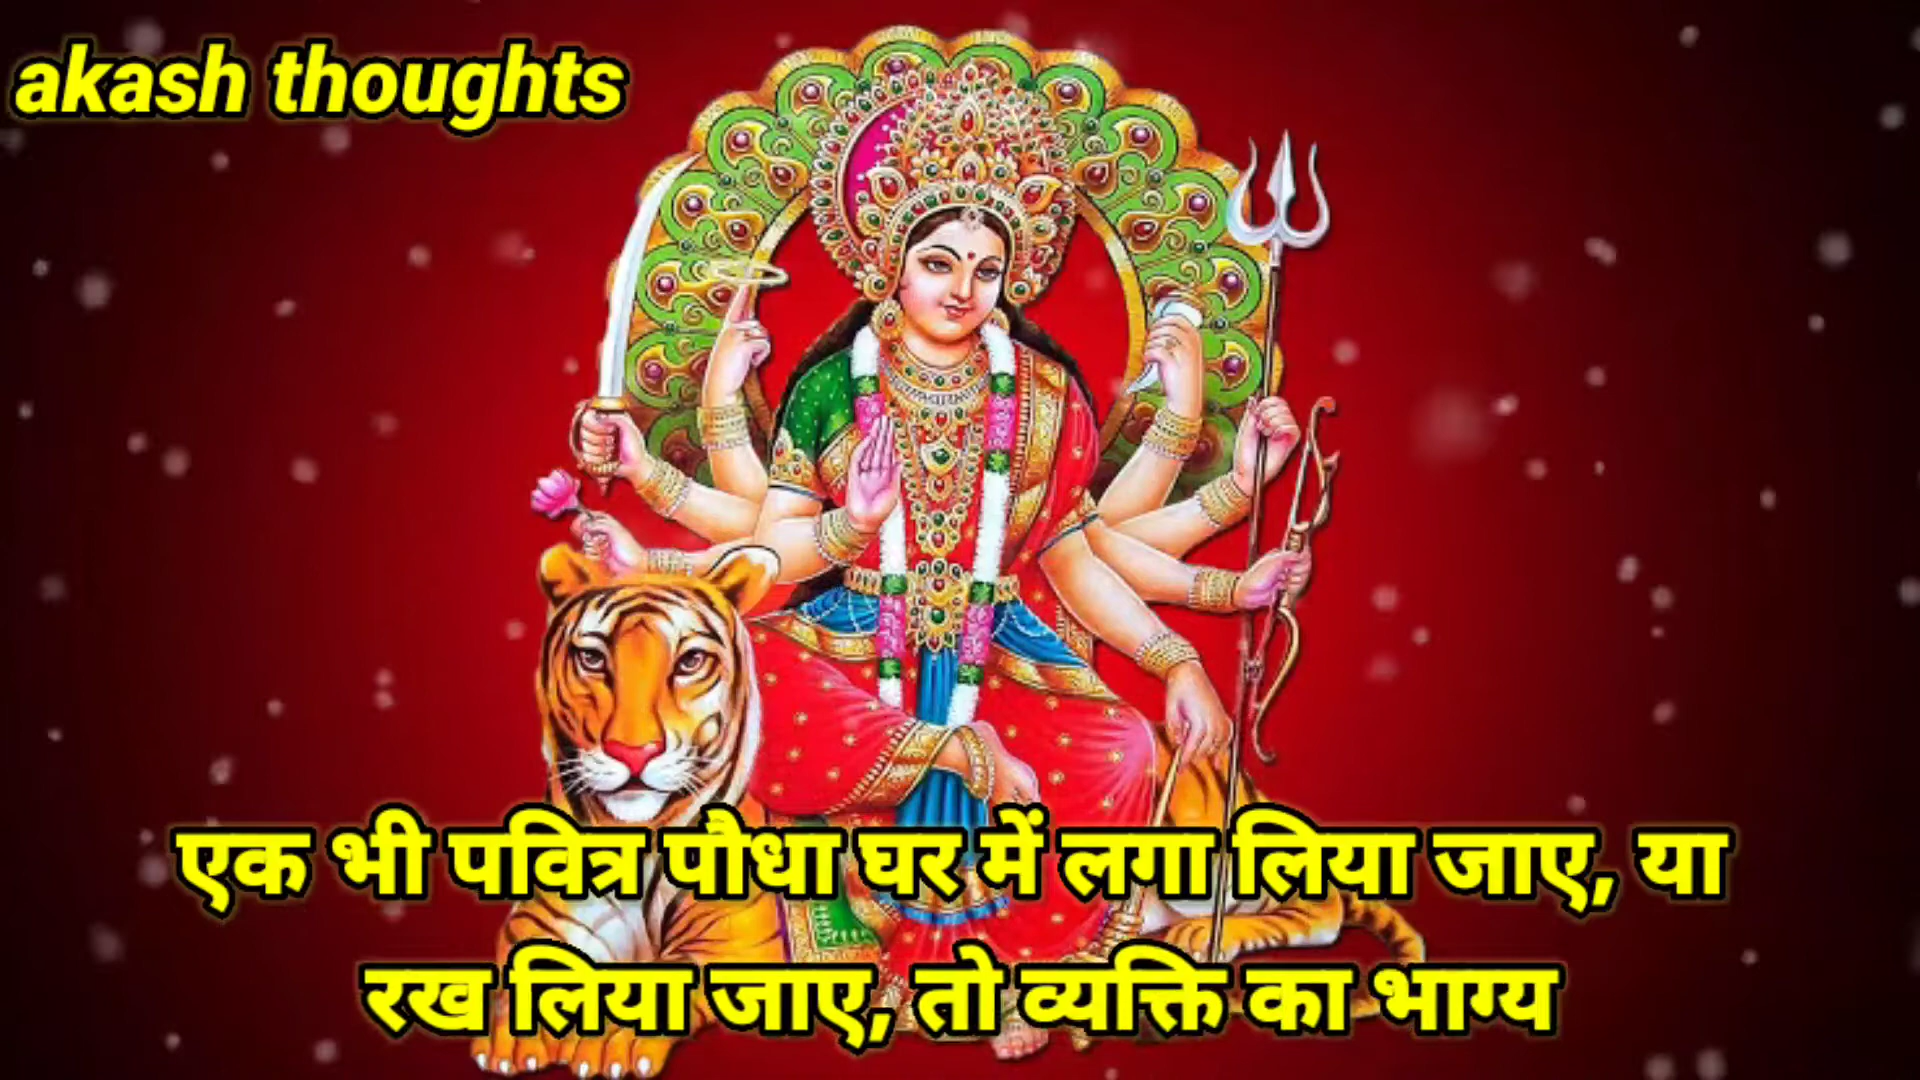 akash thoughts
एक भी पवित्र पौधा घर में लगा लिया जाए, या
रख लिया जाए, तो व्यक्ति का भाग्य